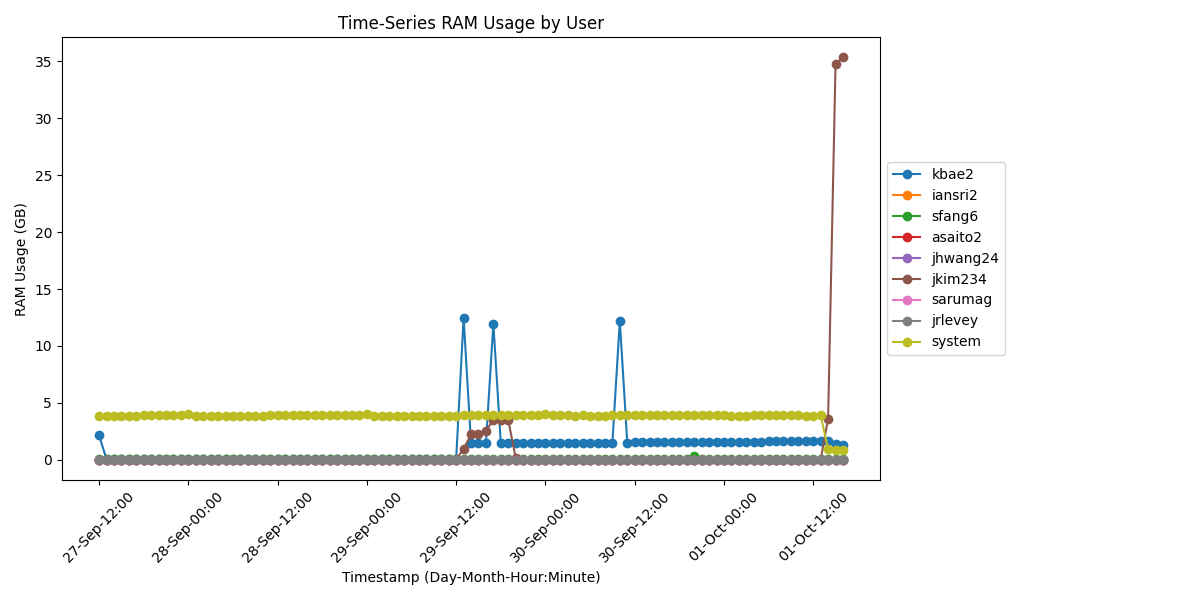 Time-Series RAM Usage by User
35
30
25
20
15
10
5
0
RAM Usage (GB)
27-Sep-12:00
28-Sep-00:00
28-Sep-12:00
29-Sep-00:00
29-Sep-12:00
30-Sep-00:00
30-Sep-12:00
01-Oct-00:00
01-Oct-12:00
Timestamp (Day-Month-Hour:Minute)
kbae2
iansri2
sfang6
asaito2
jhwang24
jkim234
sarumag
jrlevey
system